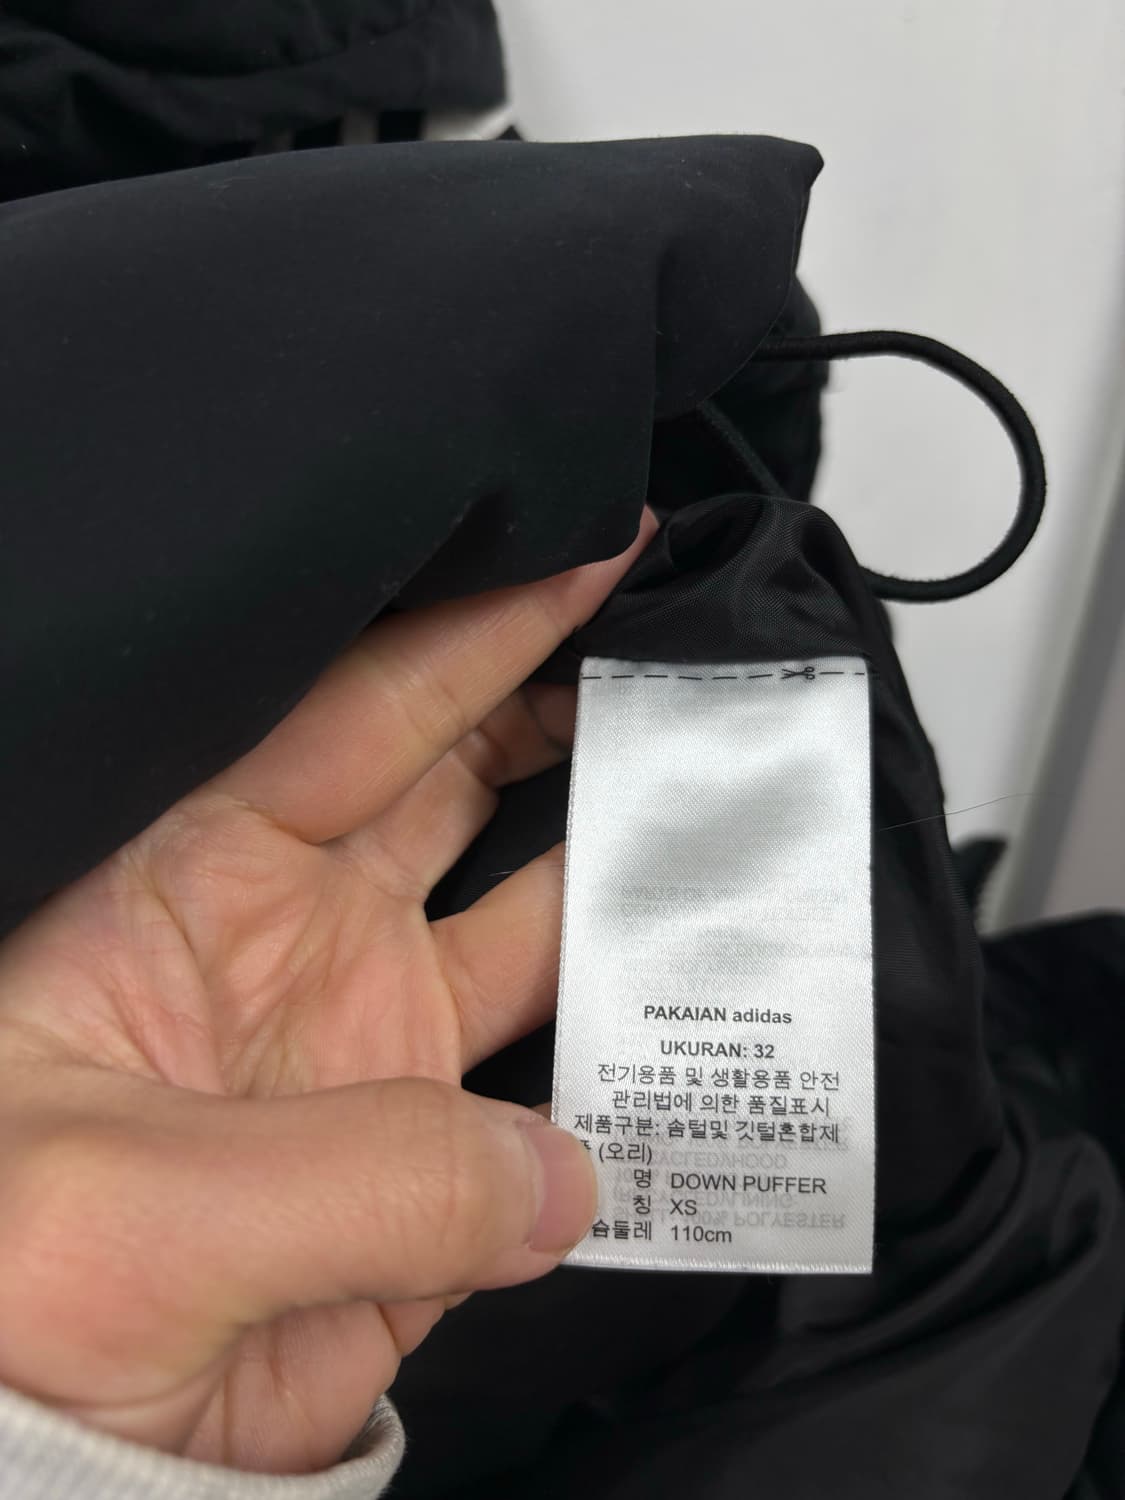 PAKAIAN adidas
UKURAN: 32
전기용품 및 생활용품 안전
관리법에 의한 품질표시
제품구분: 솜털및 깃털혼합제
(오리)
명 DOWN PUFFER
칭 XS
슴둘레 110cm